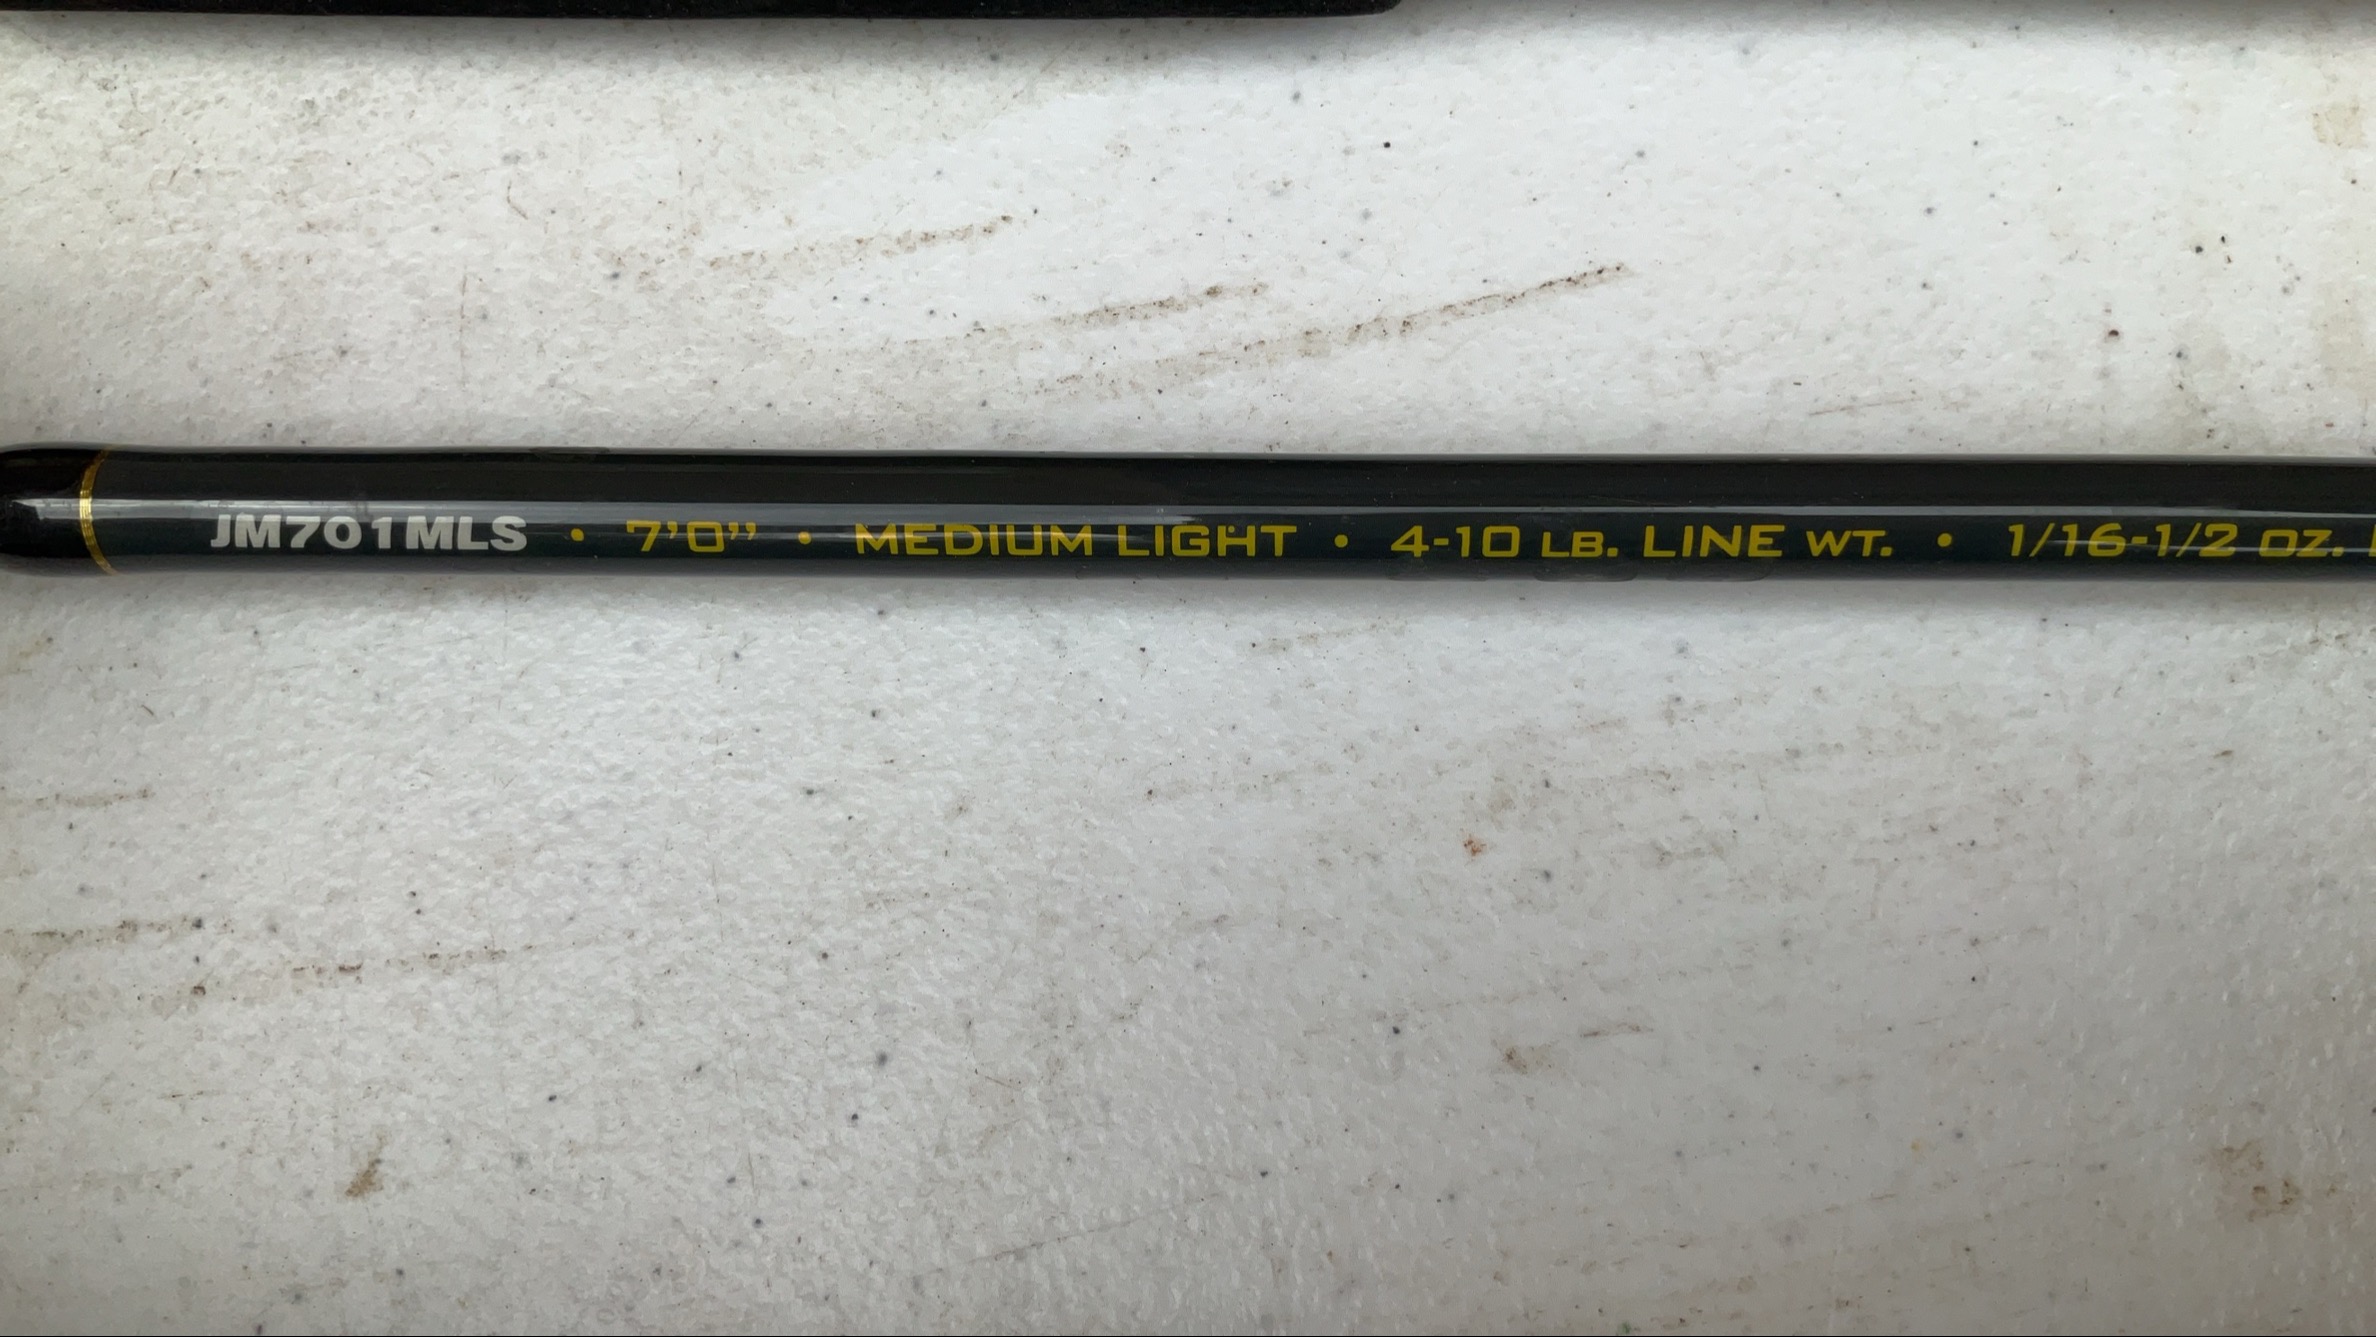 JM701MLS • 7'0" • MEDIUM LIGHT • 4-10 LB. LINE WT. • 1/16-1/2 OZ.